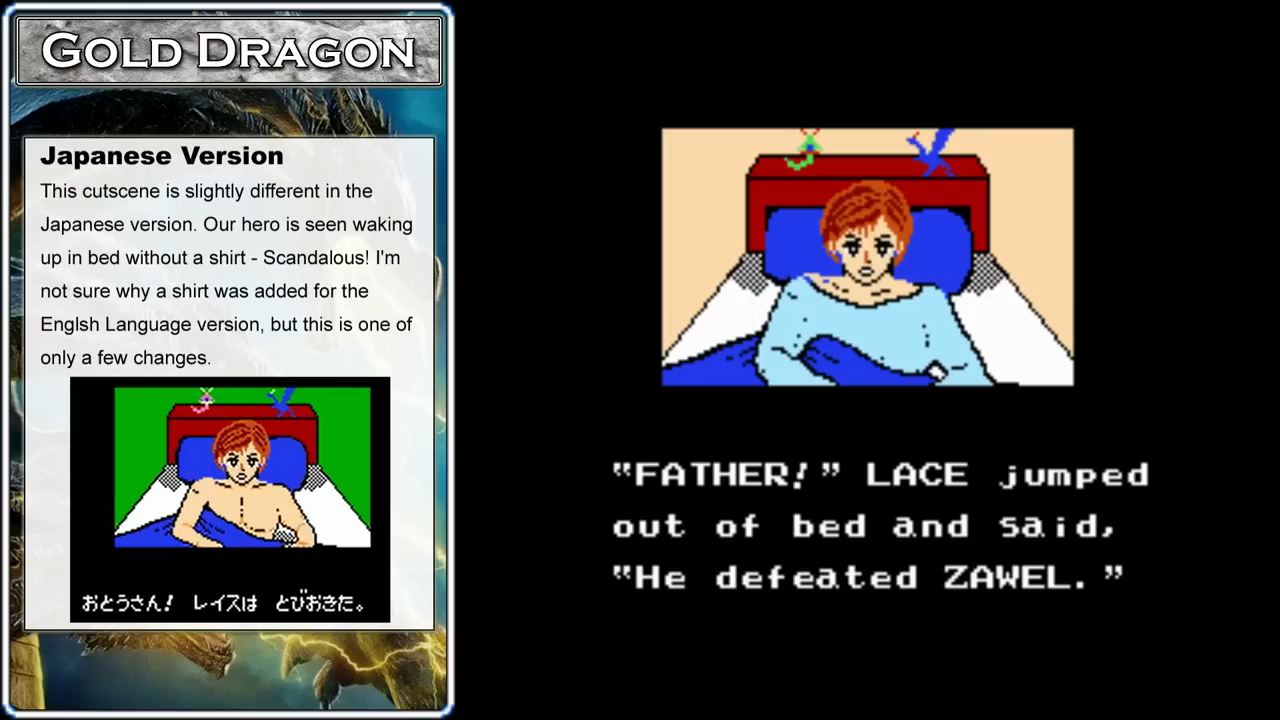 GOLD DRAGON
Japanese Version
This cutscene is slightly different in the
Japanese version. Our hero is seen waking
up in bed without a shirt - Scandalous! I'm
not sure why a shirt was added for the
Englsh Language version, but this is one of
only a few changes.
おとうさん! レイスは とびおきた。
"FATHER!" LACE jumped
out of bed and said,
"He defeated ZAWEL."